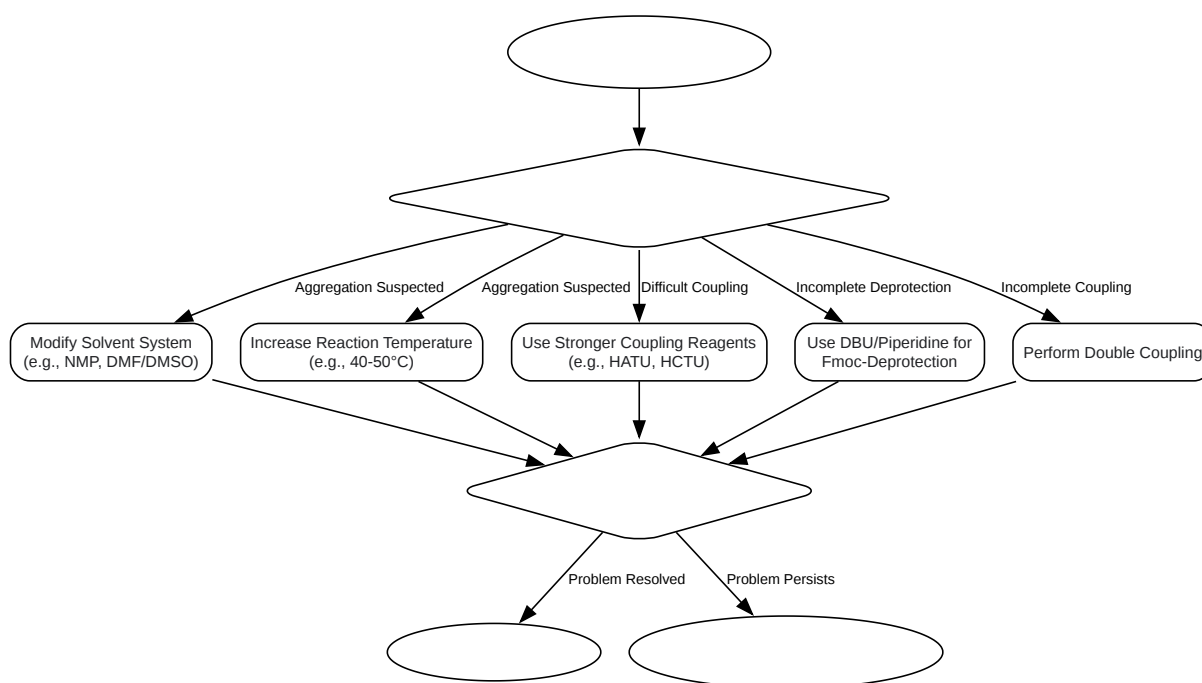 Aggregation Suspected
Aggregation Suspected
Difficult Coupling
Incomplete Deprotection
Incomplete Coupling
Modify Solvent System
(e.g., NMP, DMF/DMSO)
Increase Reaction Temperature
(e.g., 40-50°C)
Use Stronger Coupling Reagents
(e.g., HATU, HCTU)
Use DBU/Piperidine for
Fmoc-Deprotection
Perform Double Coupling
Problem Resolved
Problem Persists